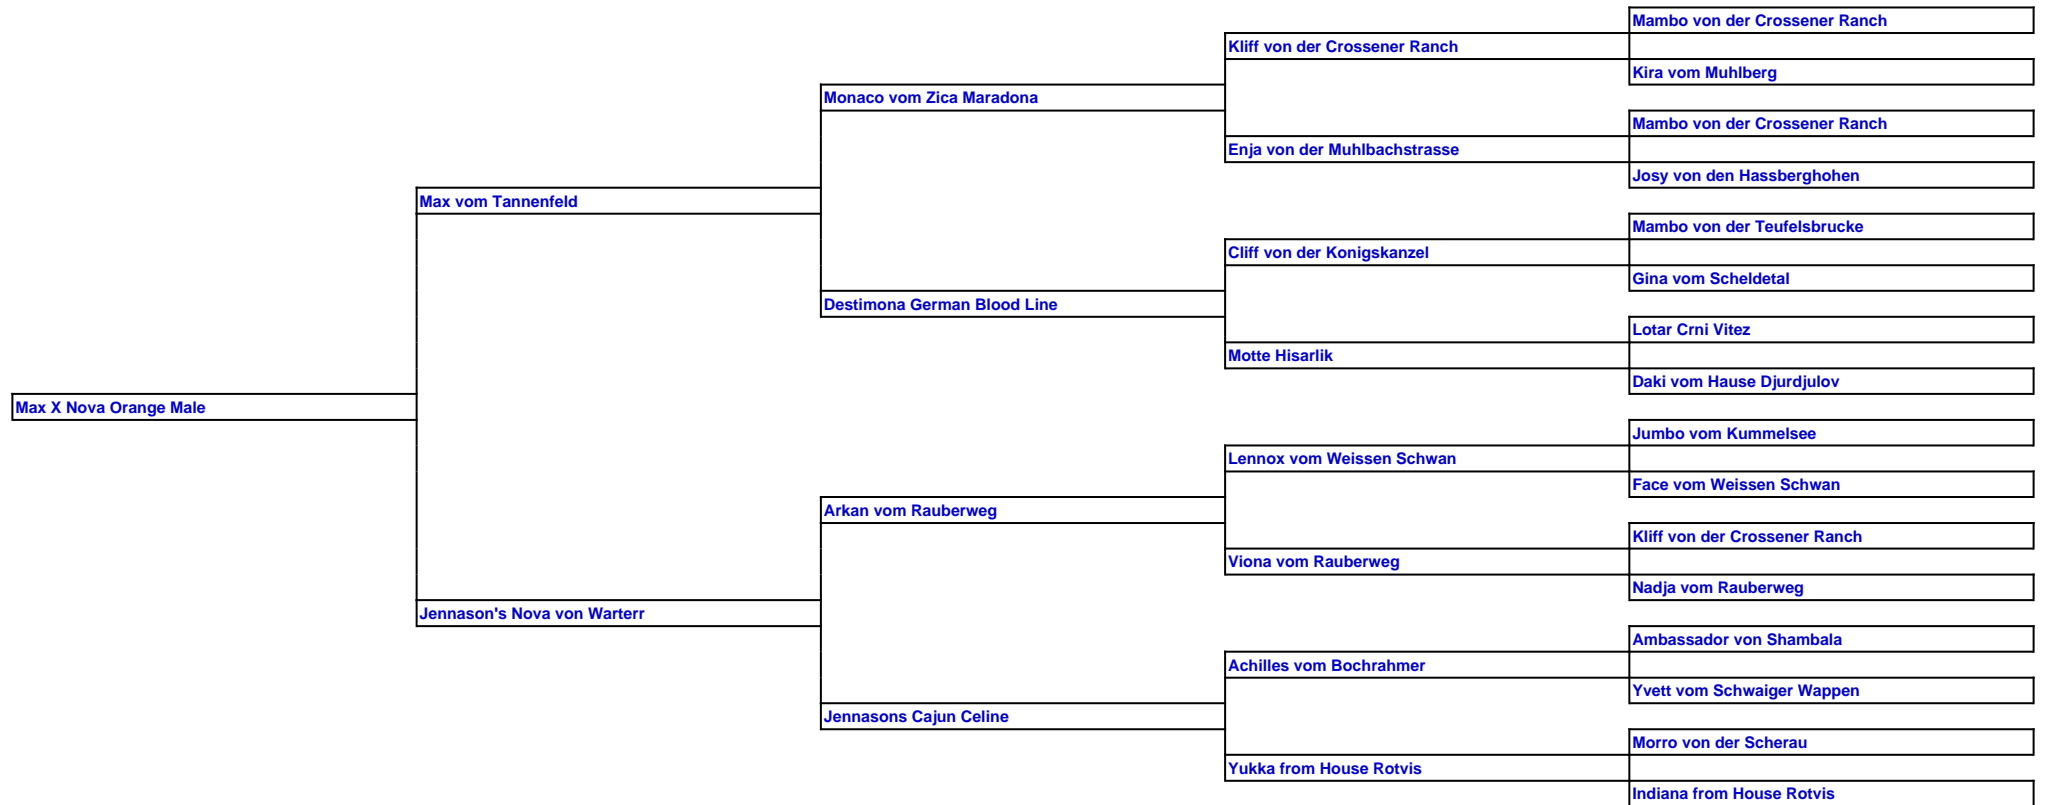 Mambo von der Crossener Ranch
Kliff von der Crossener Ranch
Kira vom Muhlberg
Monaco vom Zica Maradona
Mambo von der Crossener Ranch
Enja von der Muhlbachstrasse
Josy von den Hassberghohen
Max vom Tannenfeld
Mambo von der Teufelsbrucke
Cliff von der Konigskanzel
Gina vom Scheldetal
Destimona German Blood Line
Lotar Crni Vitez
Motte Hisarlik
Daki vom Hause Djurdjulov
Max X Nova Orange Male
Jumbo vom Kummelsee
Lennox vom Weissen Schwan
Face vom Weissen Schwan
Arkan vom Rauberweg
Kliff von der Crossener Ranch
Viona vom Rauberweg
Nadja vom Rauberweg
Jennason's Nova von Warterr
Ambassador von Shambala
Achilles vom Bochrahmer
Yvett vom Schwaiger Wappen
Jennasons Cajun Celine
Morro von der Scherau
Yukka from House Rotvis
Indiana from House Rotvis